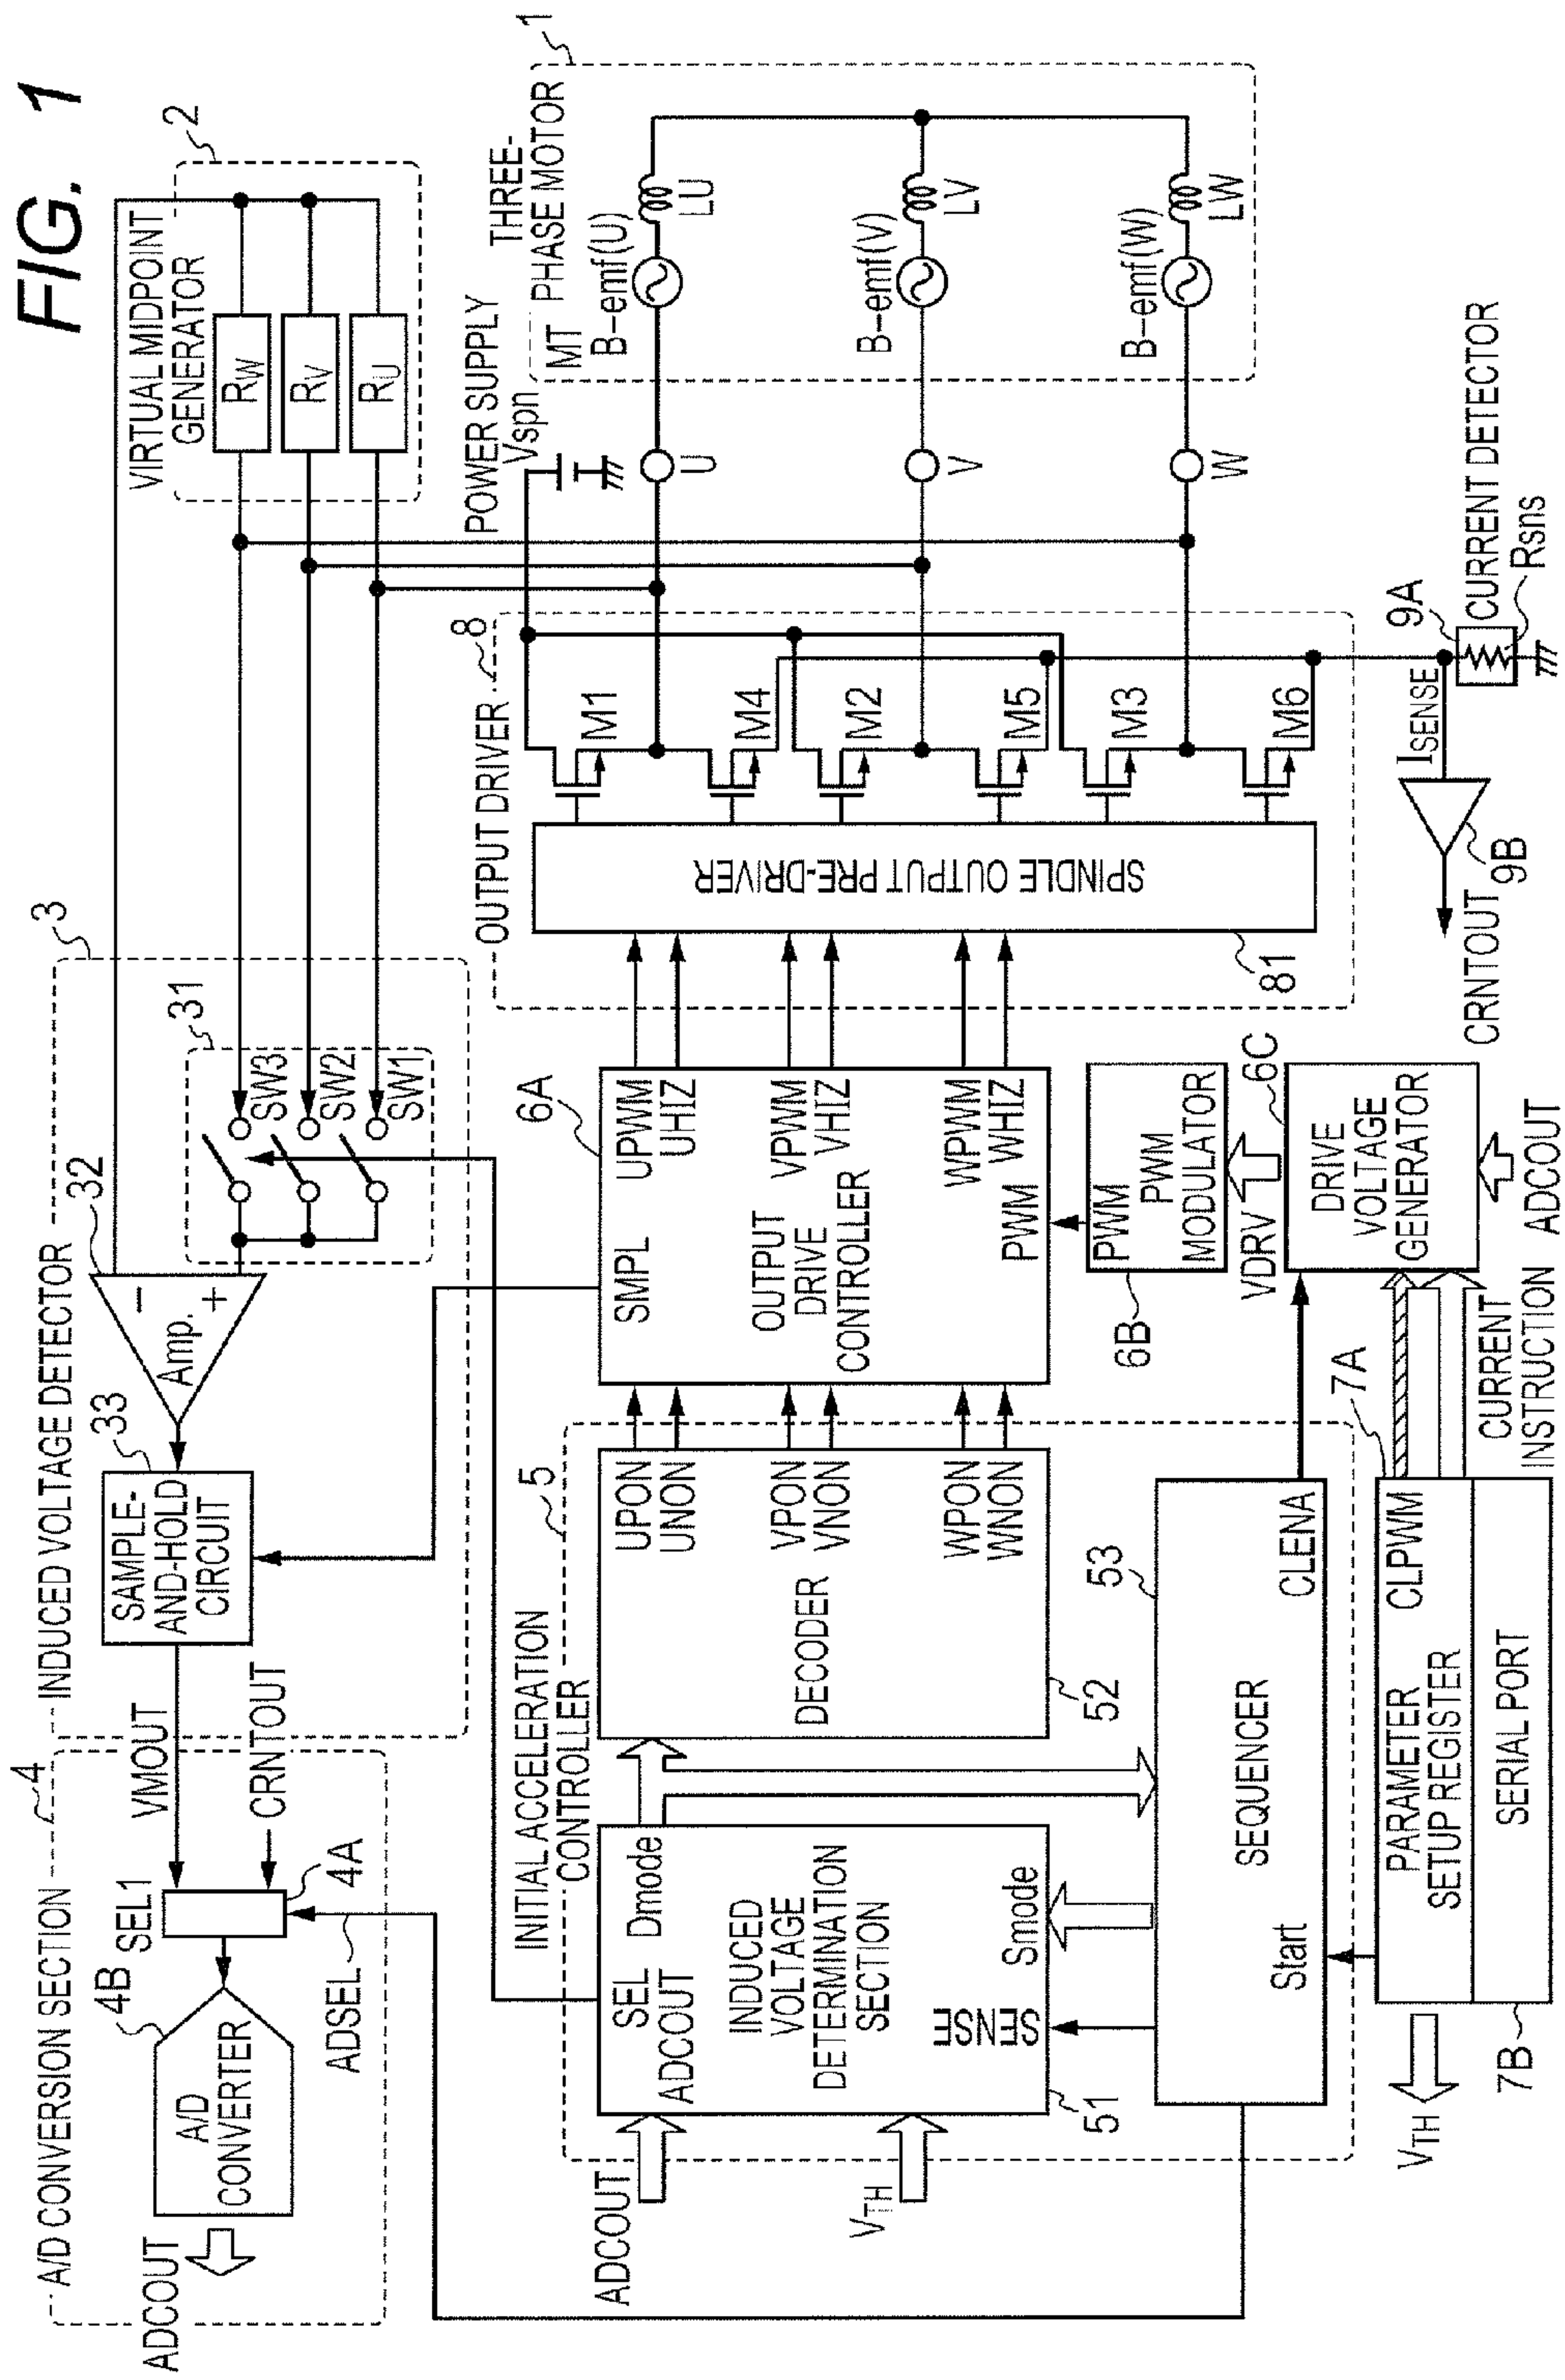 FIG. 1
A/D CONVERSION SECTION
4
ADCOUT
A/D
CONVERTER
4B
SEL1
4A
ADSEL
VMOUT
CRNTOUT
INDUCED VOLTAGE DETECTOR
3
SAMPLE-
AND-HOLD
CIRCUIT
33
Amp.
−
+
32
31
SW3
SW2
SW1
VIRTUAL MIDPOINT
GENERATOR
2
RW
RV
RU
POWER SUPPLY
Vspn
THREE-
PHASE MOTOR
1
MT
B-emf(U)
LU
B-emf(V)
LV
B-emf(W)
LW
U
V
W
INITIAL ACCELERATION
CONTROLLER
5
ADCOUT
VTH
SEL
Dmode
ADCOUT
INDUCED
VOLTAGE
DETERMINATION
SECTION
SENSE
Smode
51
DECODER
52
UPON
UNON
VPON
VNON
WPON
WNON
SEQUENCER
53
Start
CLENA
6A
SMPL
OUTPUT
DRIVE
CONTROLLER
UPWM
UHIZ
VPWM
VHIZ
WPWM
WHIZ
PWM
OUTPUT DRIVER
8
SPINDLE OUTPUT PRE-DRIVER
81
M1
M4
M2
M5
M3
M6
PWM
PWM
MODULATOR
6B
VDRV
6C
DRIVE
VOLTAGE
GENERATOR
ADCOUT
7A
PARAMETER
SETUP REGISTER
CLPWM
SERIAL PORT
7B
VTH
CURRENT
INSTRUCTION
CRNTOUT
9B
ISENSE
9A
CURRENT DETECTOR
Rsns